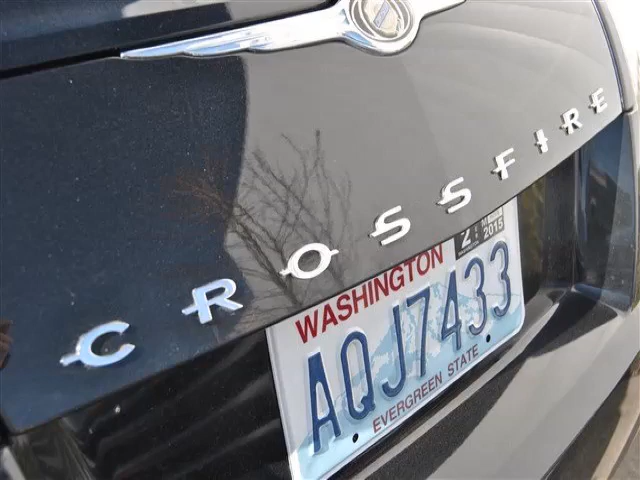 CROSSFIRE
WASHINGTON
2 2015
AQJ7433
EVERGREEN STATE